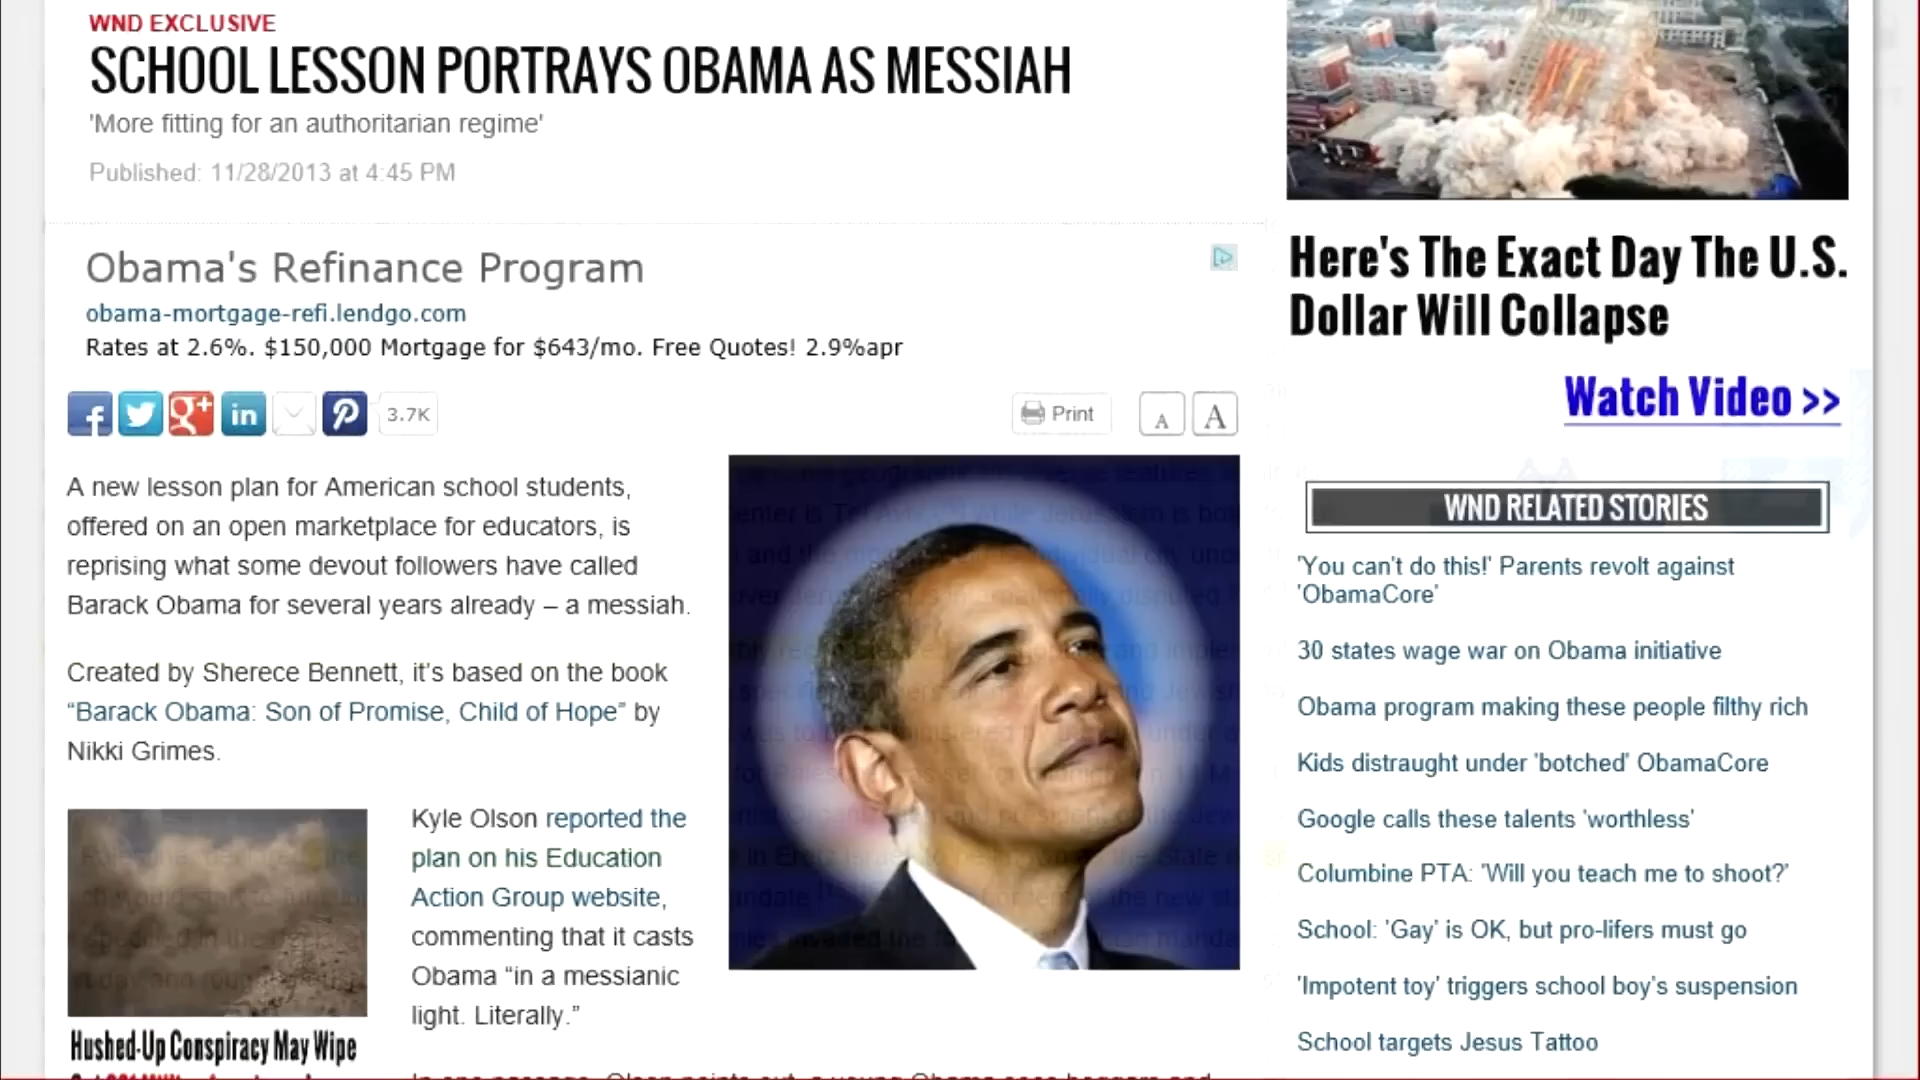 WND EXCLUSIVE
SCHOOL LESSON PORTRAYS OBAMA AS MESSIAH
'More fitting for an authoritarian regime'
Published: 11/28/2013 at 4:45 PM
Obama's Refinance Program
obama-mortgage-refi.lendgo.com
Rates at 2.6%. $150,000 Mortgage for $643/mo. Free Quotes! 2.9%apr
3.7K
Print
A A
A new lesson plan for American school students,
offered on an open marketplace for educators, is
reprising what some devout followers have called
Barack Obama for several years already – a messiah.
Created by Sherece Bennett, it's based on the book
“Barack Obama: Son of Promise, Child of Hope” by
Nikki Grimes.
Kyle Olson reported the
plan on his Education
Action Group website,
commenting that it casts
Obama “in a messianic
light. Literally.”
Hushed-Up Conspiracy May Wipe
Here's The Exact Day The U.S.
Dollar Will Collapse
Watch Video >>
WND RELATED STORIES
'You can't do this!' Parents revolt against
'ObamaCore'
30 states wage war on Obama initiative
Obama program making these people filthy rich
Kids distraught under 'botched' ObamaCore
Google calls these talents 'worthless'
Columbine PTA: 'Will you teach me to shoot?'
School: 'Gay' is OK, but pro-lifers must go
'Impotent toy' triggers school boy's suspension
School targets Jesus Tattoo